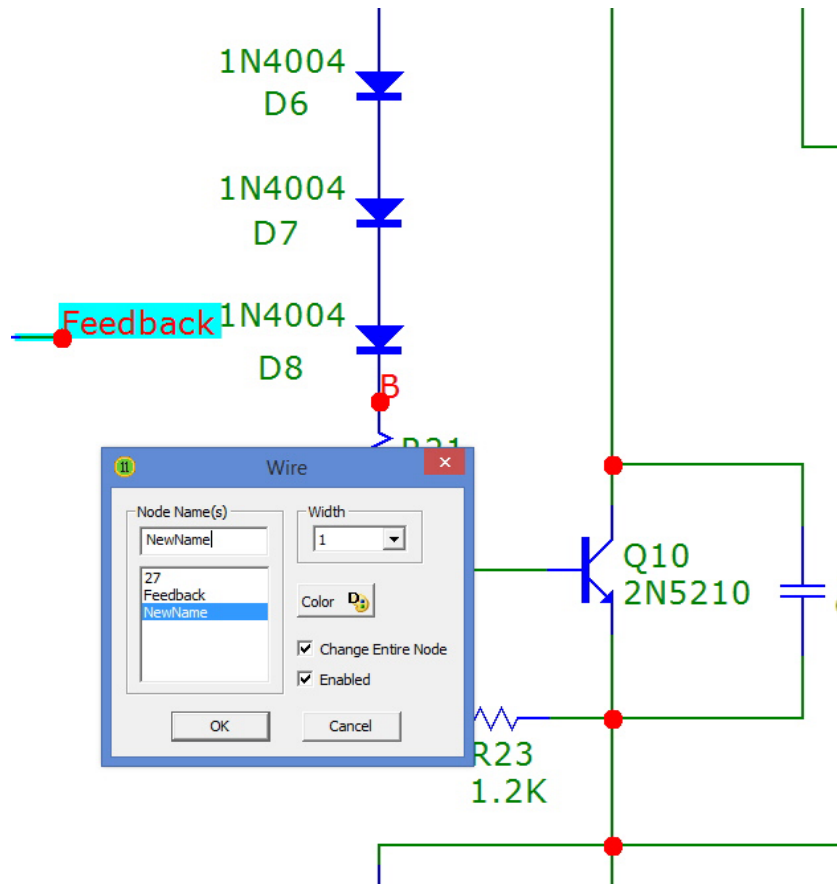 1N4004
D6
1N4004
D7
Feedback
1N4004
D8
B
Wire
Node Name(s)
NewName
27
Feedback
NewName
Width
1
Color
Change Entire Node
Enabled
OK
Cancel
Q10
2N5210
R23
1.2K